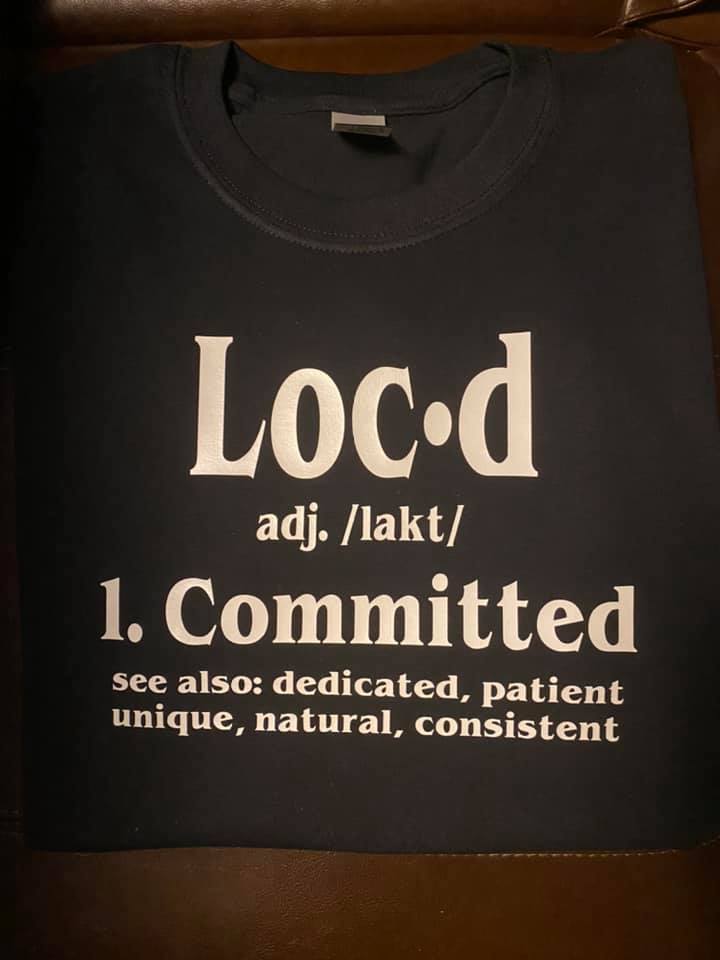 Loc•d
adj. /lakt/
1. Committed
see also: dedicated, patient
unique, natural, consistent